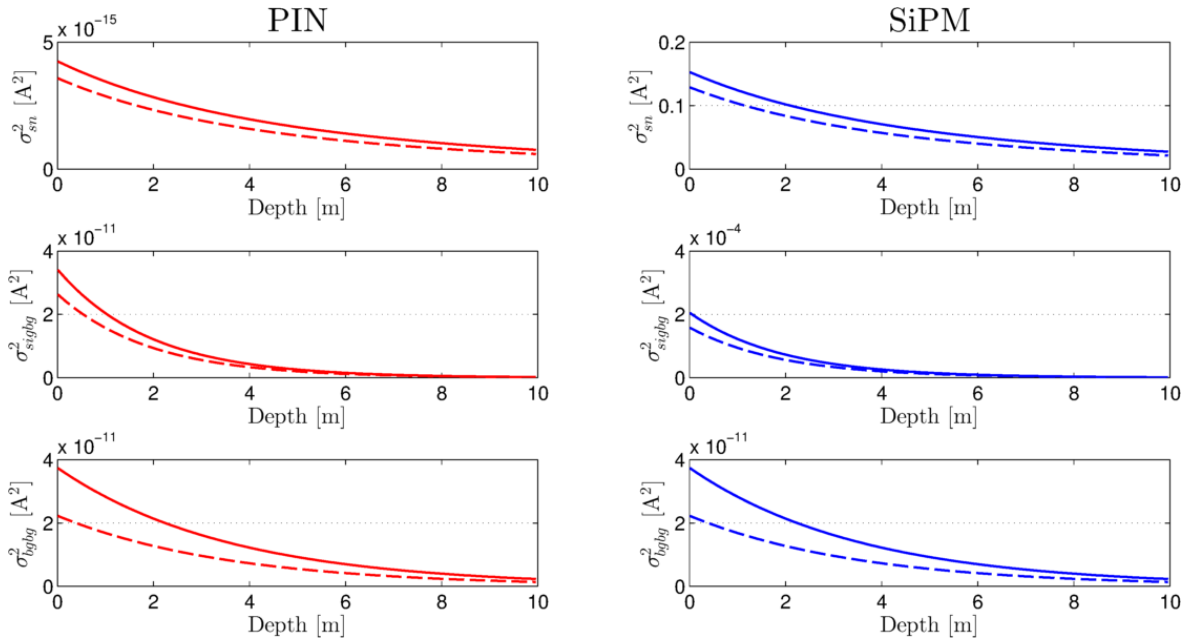 PIN
x 10⁻¹⁵
5
0
σ²sn [A²]
0 2 4 6 8 10
Depth [m]
x 10⁻¹¹
4
2
0
σ²sigbg [A²]
0 2 4 6 8 10
Depth [m]
x 10⁻¹¹
4
2
0
σ²bgbg [A²]
0 2 4 6 8 10
Depth [m]
SiPM
0.2
0.1
0
σ²sn [A²]
0 2 4 6 8 10
Depth [m]
x 10⁻⁴
4
2
0
σ²sigbg [A²]
0 2 4 6 8 10
Depth [m]
x 10⁻¹¹
4
2
0
σ²bgbg [A²]
0 2 4 6 8 10
Depth [m]